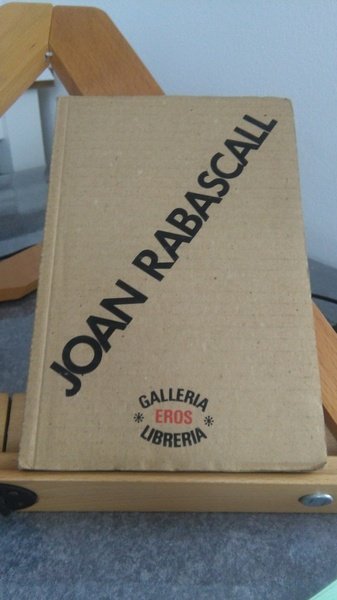 JOAN RABASCALL
GALLERIA
* EROS *
LIBRERIA